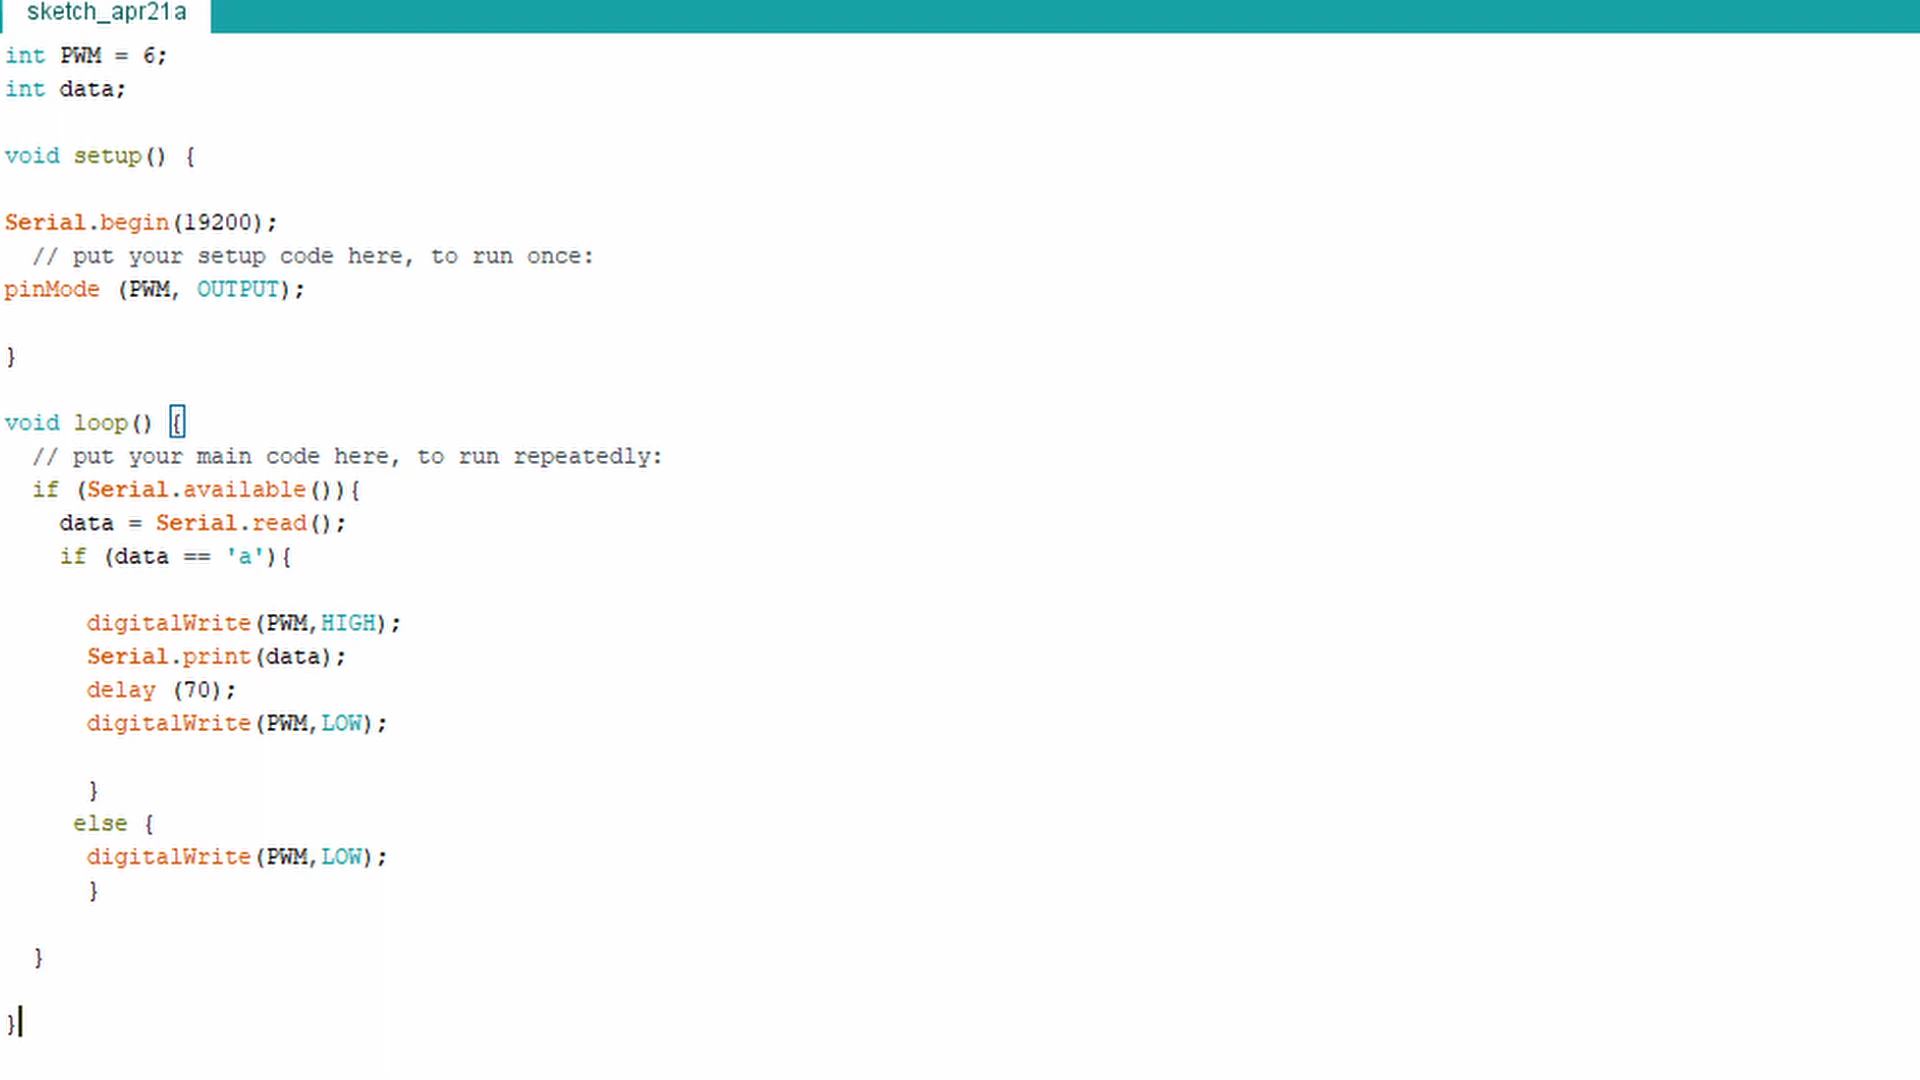 sketch_apr21a
int PWM = 6;
int data;
void setup() {
Serial.begin(19200);
// put your setup code here, to run once:
pinMode (PWM, OUTPUT);
}
void loop() {
// put your main code here, to run repeatedly:
if (Serial.available()){
data = Serial.read();
if (data == 'a'){
digitalWrite(PWM,HIGH);
Serial.print(data);
delay (70);
digitalWrite(PWM,LOW);
}
else {
digitalWrite(PWM,LOW);
}
}
}